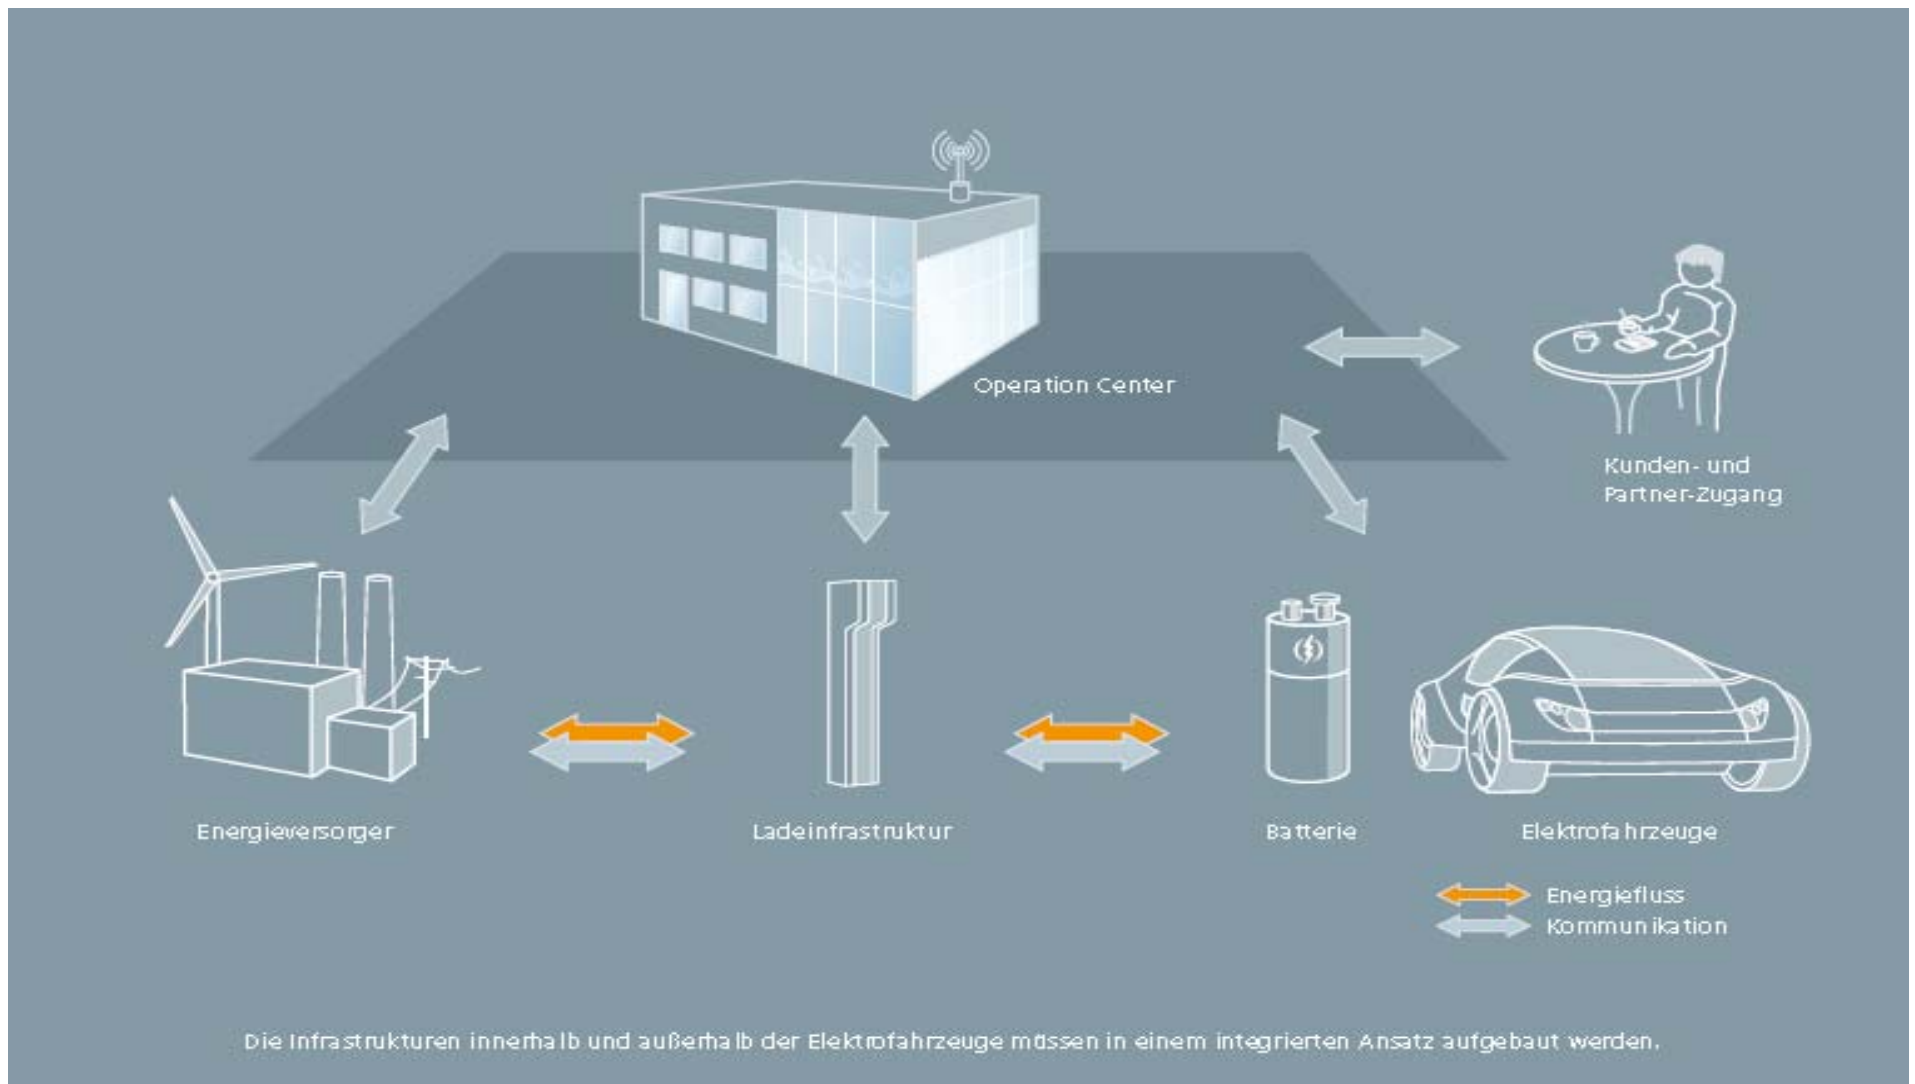 Operation Center
Kunden- und
Partner-Zugang
Energieversorger
Ladeinfrastruktur
Batterie
Elektrofahrzeuge
Energiefluss
Kommunikation
Die Infrastrukturen innerhalb und außerhalb der Elektrofahrzeuge müssen in einem integrierten Ansatz aufgebaut werden.